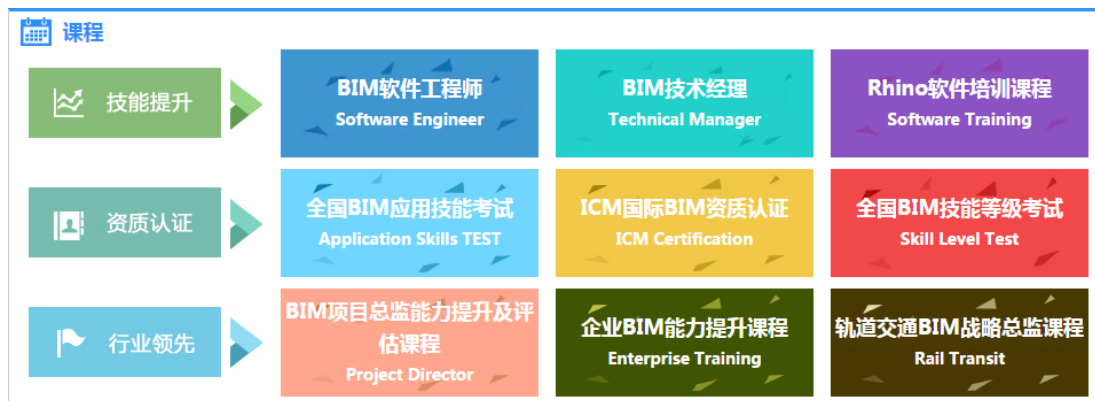 课程
技能提升
BIM软件工程师
Software Engineer
BIM技术经理
Technical Manager
Rhino软件培训课程
Software Training
资质认证
全国BIM应用技能考试
Application Skills TEST
ICM国际BIM资质认证
ICM Certification
全国BIM技能等级考试
Skill Level Test
行业领先
BIM项目总监能力提升及评
估课程
Project Director
企业BIM能力提升课程
Enterprise Training
轨道交通BIM战略总监课程
Rail Transit